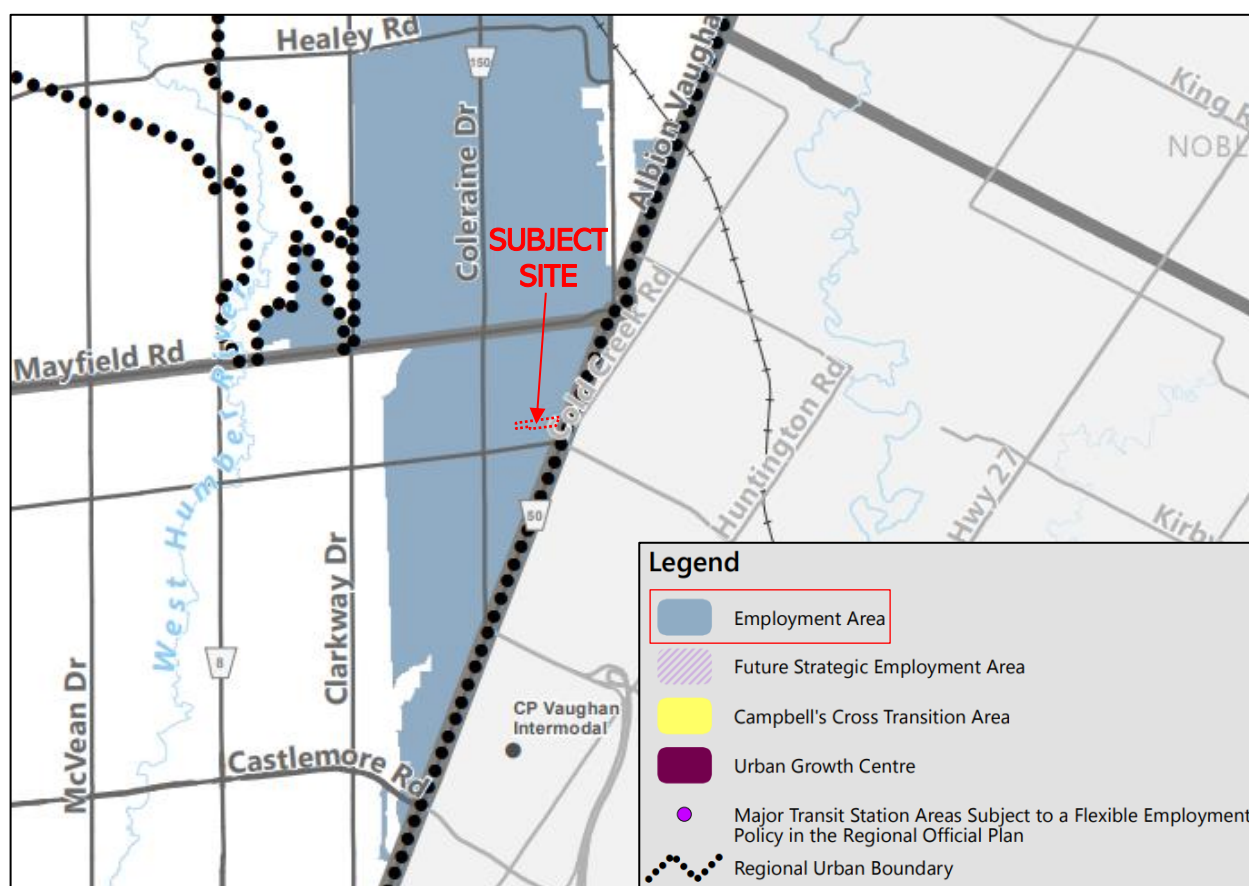 Healey Rd
150
Albion Vaugha
King R
NOBL
Coleraine Dr
SUBJECT
SITE
Mayfield Rd
Cold Creek Rd
West Humber River
Huntington Rd
Hwy 27
Kirby
50
Clarkway Dr
8
McVean Dr
CP Vaughan
Intermodal
Castlemore Rd
Legend
Employment Area
Future Strategic Employment Area
Campbell's Cross Transition Area
Urban Growth Centre
Major Transit Station Areas Subject to a Flexible Employment
Policy in the Regional Official Plan
Regional Urban Boundary